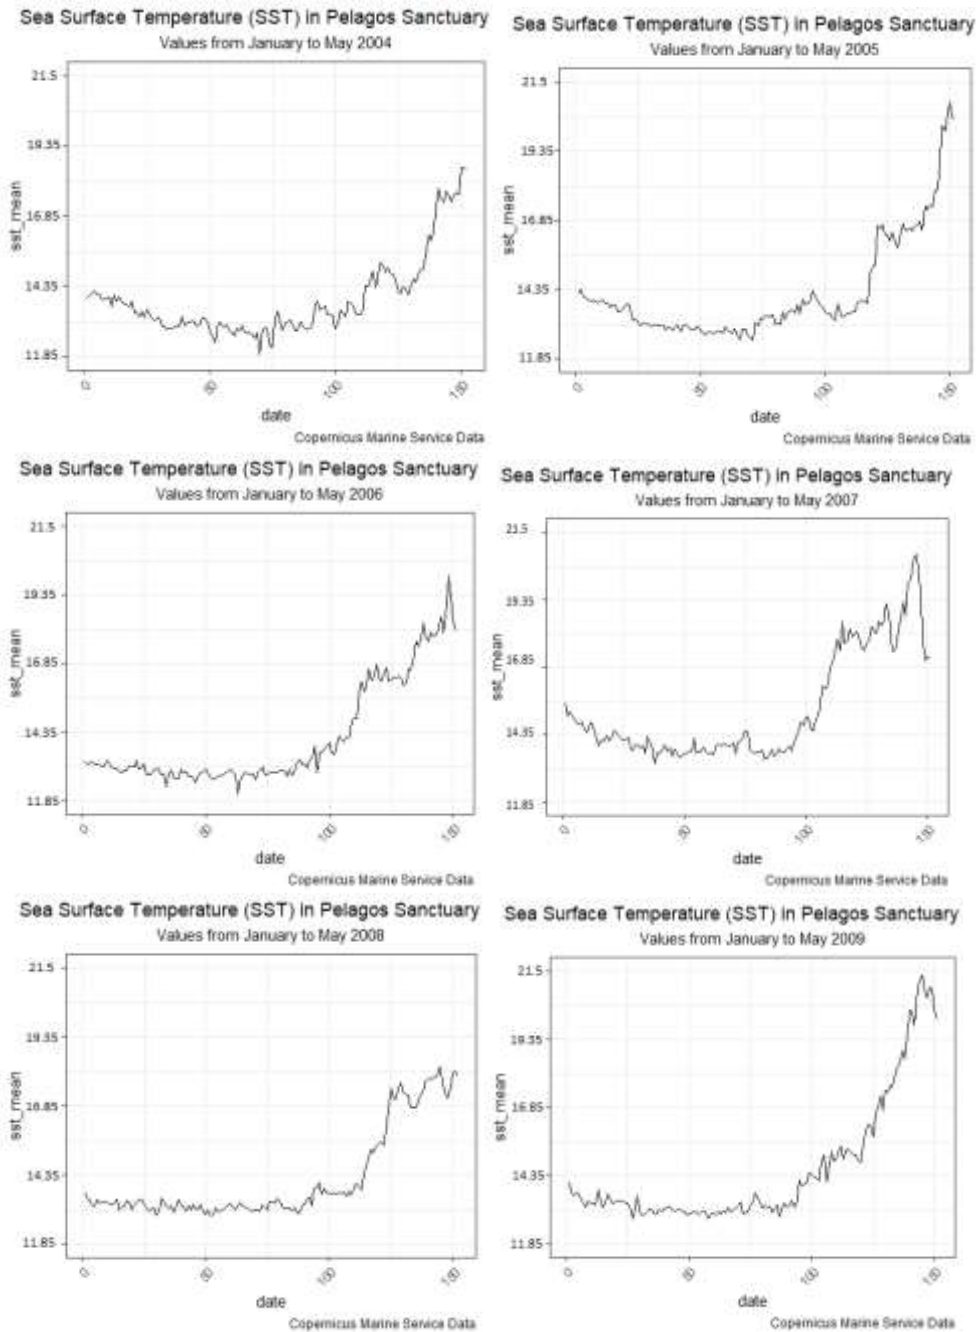 Sea Surface Temperature (SST) in Pelagos Sanctuary
Values from January to May 2004
21.5
19.35
16.85
14.35
11.85
sst_mean
0
50
100
150
date
Copernicus Marine Service Data
Sea Surface Temperature (SST) in Pelagos Sanctuary
Values from January to May 2005
21.5
19.35
16.85
14.35
11.85
sst_mean
0
50
100
150
date
Copernicus Marine Service Data
Sea Surface Temperature (SST) in Pelagos Sanctuary
Values from January to May 2006
21.5
19.35
16.85
14.35
11.85
sst_mean
0
50
100
150
date
Copernicus Marine Service Data
Sea Surface Temperature (SST) in Pelagos Sanctuary
Values from January to May 2007
21.5
19.35
16.85
14.35
11.85
sst_mean
0
50
100
150
date
Copernicus Marine Service Data
Sea Surface Temperature (SST) in Pelagos Sanctuary
Values from January to May 2008
21.5
19.35
16.85
14.35
11.85
sst_mean
0
50
100
150
date
Copernicus Marine Service Data
Sea Surface Temperature (SST) in Pelagos Sanctuary
Values from January to May 2009
21.5
19.35
16.85
14.35
11.85
sst_mean
0
50
100
150
date
Copernicus Marine Service Data